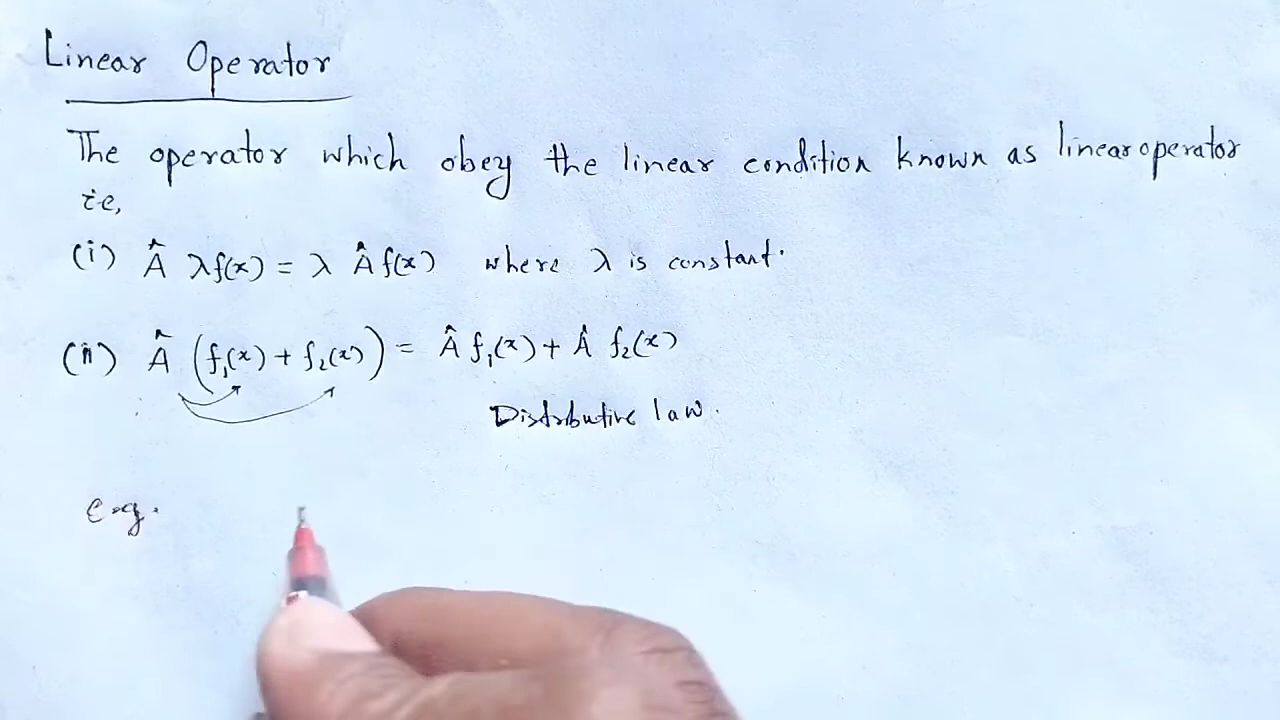 Linear Operator
The operator which obey the linear condition known as linear operator
ie,
(i) Â λf(x) = λ Â f(x) where λ is constant.
(ii) Â (f₁(x) + f₂(x)) = Â f₁(x) + Â f₂(x)
Distributive law.
e.g.